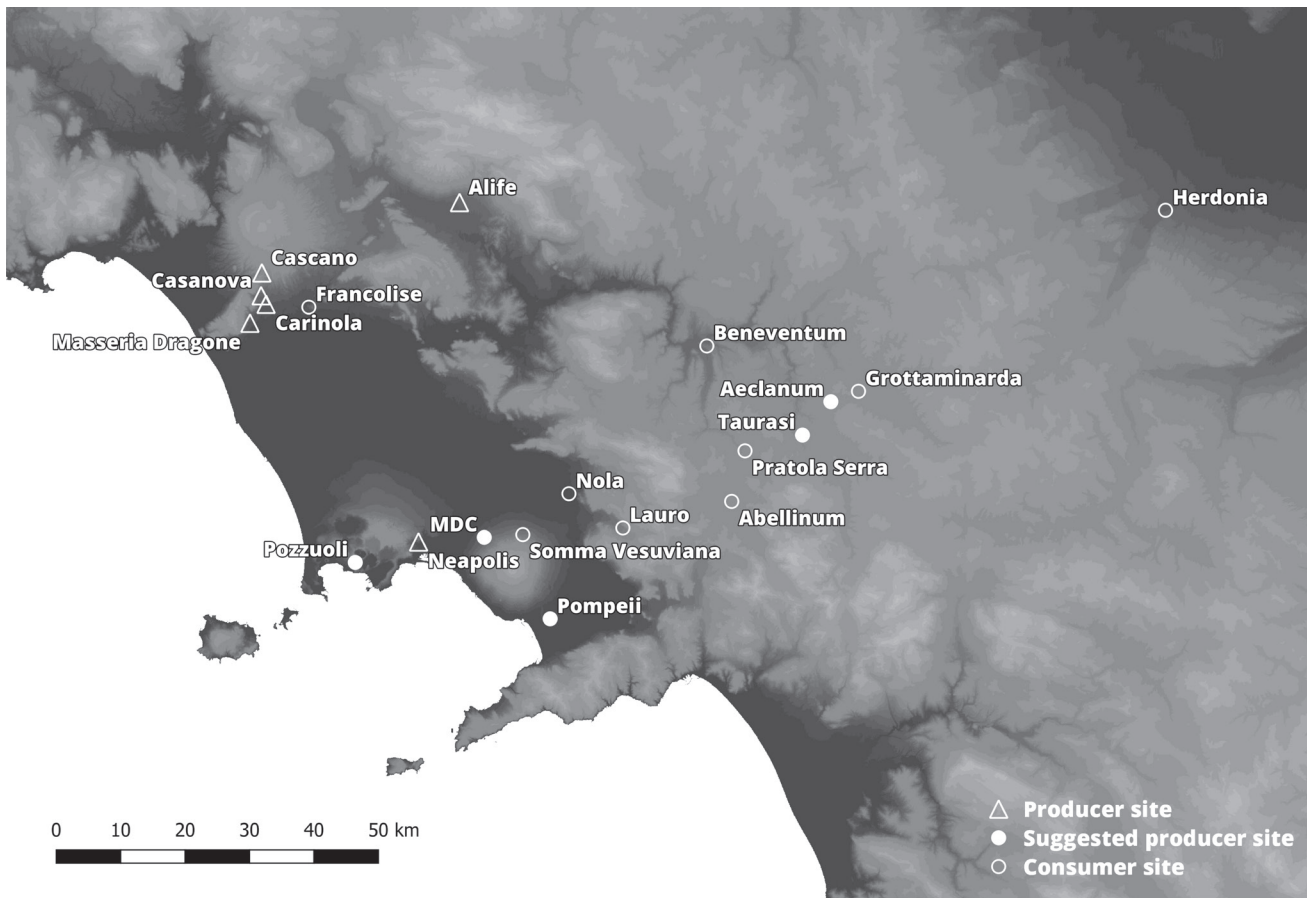 Alife
Herdonia
Cascano
Casanova
Francolise
Carinola
Masseria Dragone
Beneventum
Grottaminarda
Aeclanum
Taurasi
Pratola Serra
Nola
Abellinum
Lauro
MDC
Pozzuoli
Somma Vesuviana
Neapolis
Pompeii
0 10 20 30 40 50 km
Producer site
Suggested producer site
Consumer site